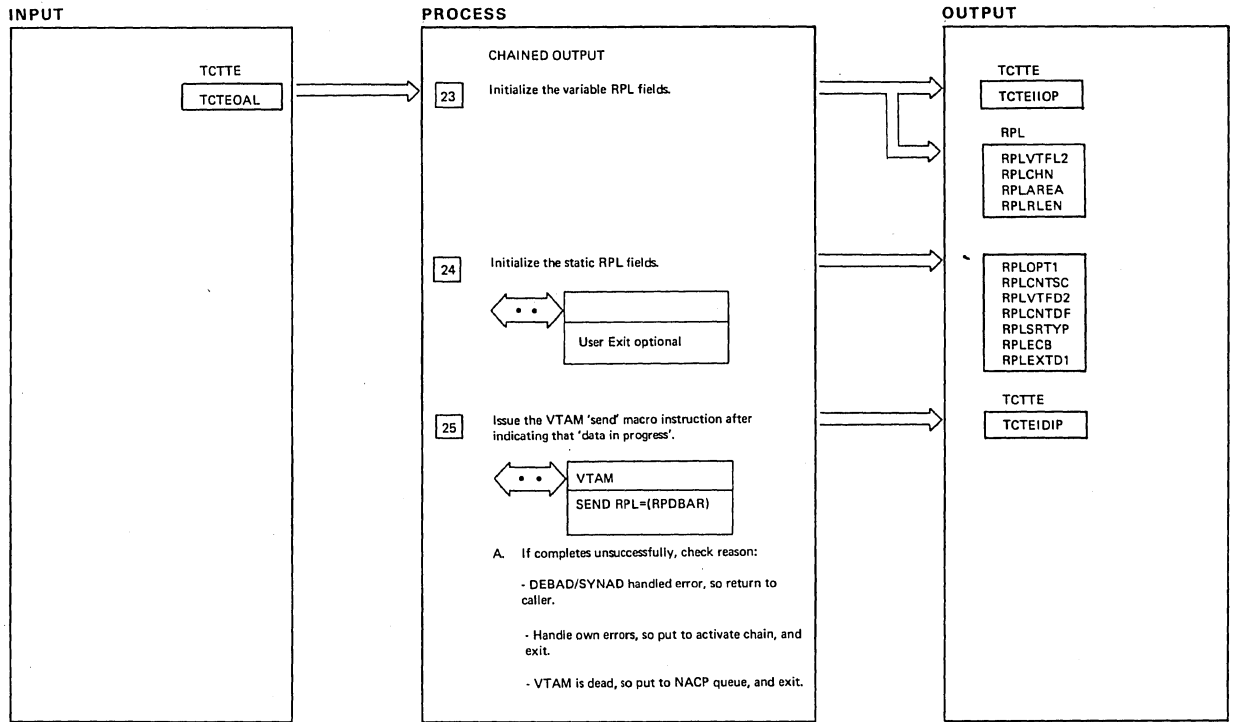 INPUT
PROCESS
OUTPUT
TCTTE
TCTEOAL
CHAINED OUTPUT
23
Initialize the variable RPL fields.
TCTTE
TCTEIIOP
RPL
RPLVTFL2
RPLCHN
RPLAREA
RPLRLEN
24
Initialize the static RPL fields.
User Exit optional
RPLOPT1
RPLCNTSC
RPLVTFD2
RPLCNTDF
RPLSRTYP
RPLECB
RPLEXTD1
25
Issue the VTAM 'send' macro instruction after
indicating that 'data in progress'.
VTAM
SEND RPL=(RPDBAR)
TCTTE
TCTEIDIP
A. If completes unsuccessfully, check reason:
- DEBAD/SYNAD handled error, so return to
caller.
- Handle own errors, so put to activate chain, and
exit.
- VTAM is dead, so put to NACP queue, and exit.